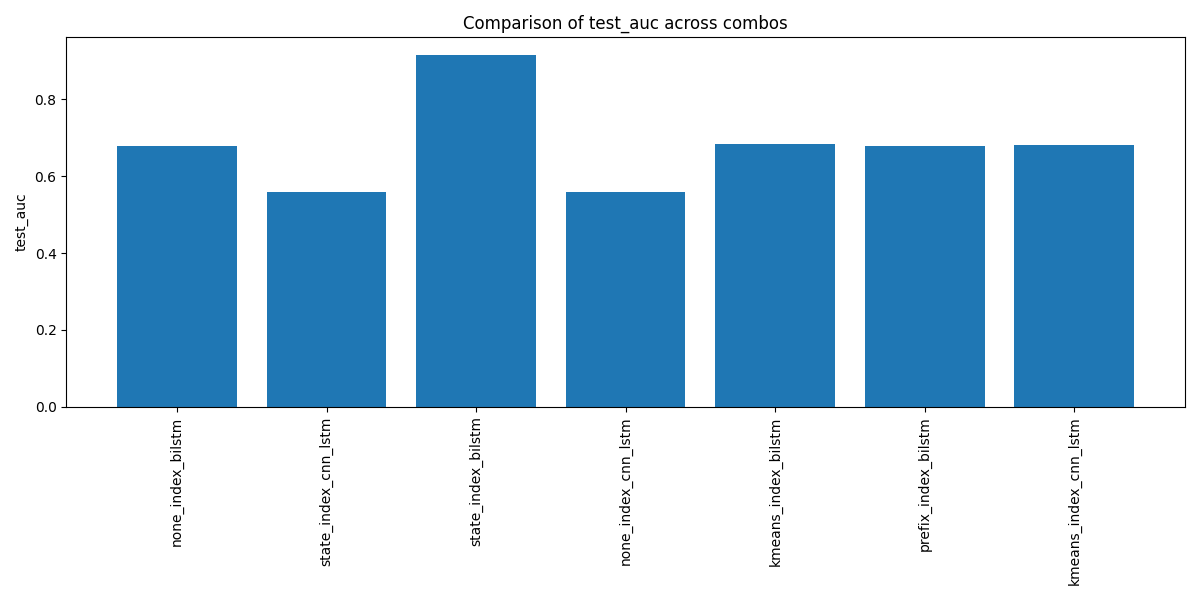 Comparison of test_auc across combos
test_auc
0.8
0.6
0.4
0.2
0.0
none_index_bilstm
state_index_cnn_lstm
state_index_bilstm
none_index_cnn_lstm
kmeans_index_bilstm
prefix_index_bilstm
kmeans_index_cnn_lstm